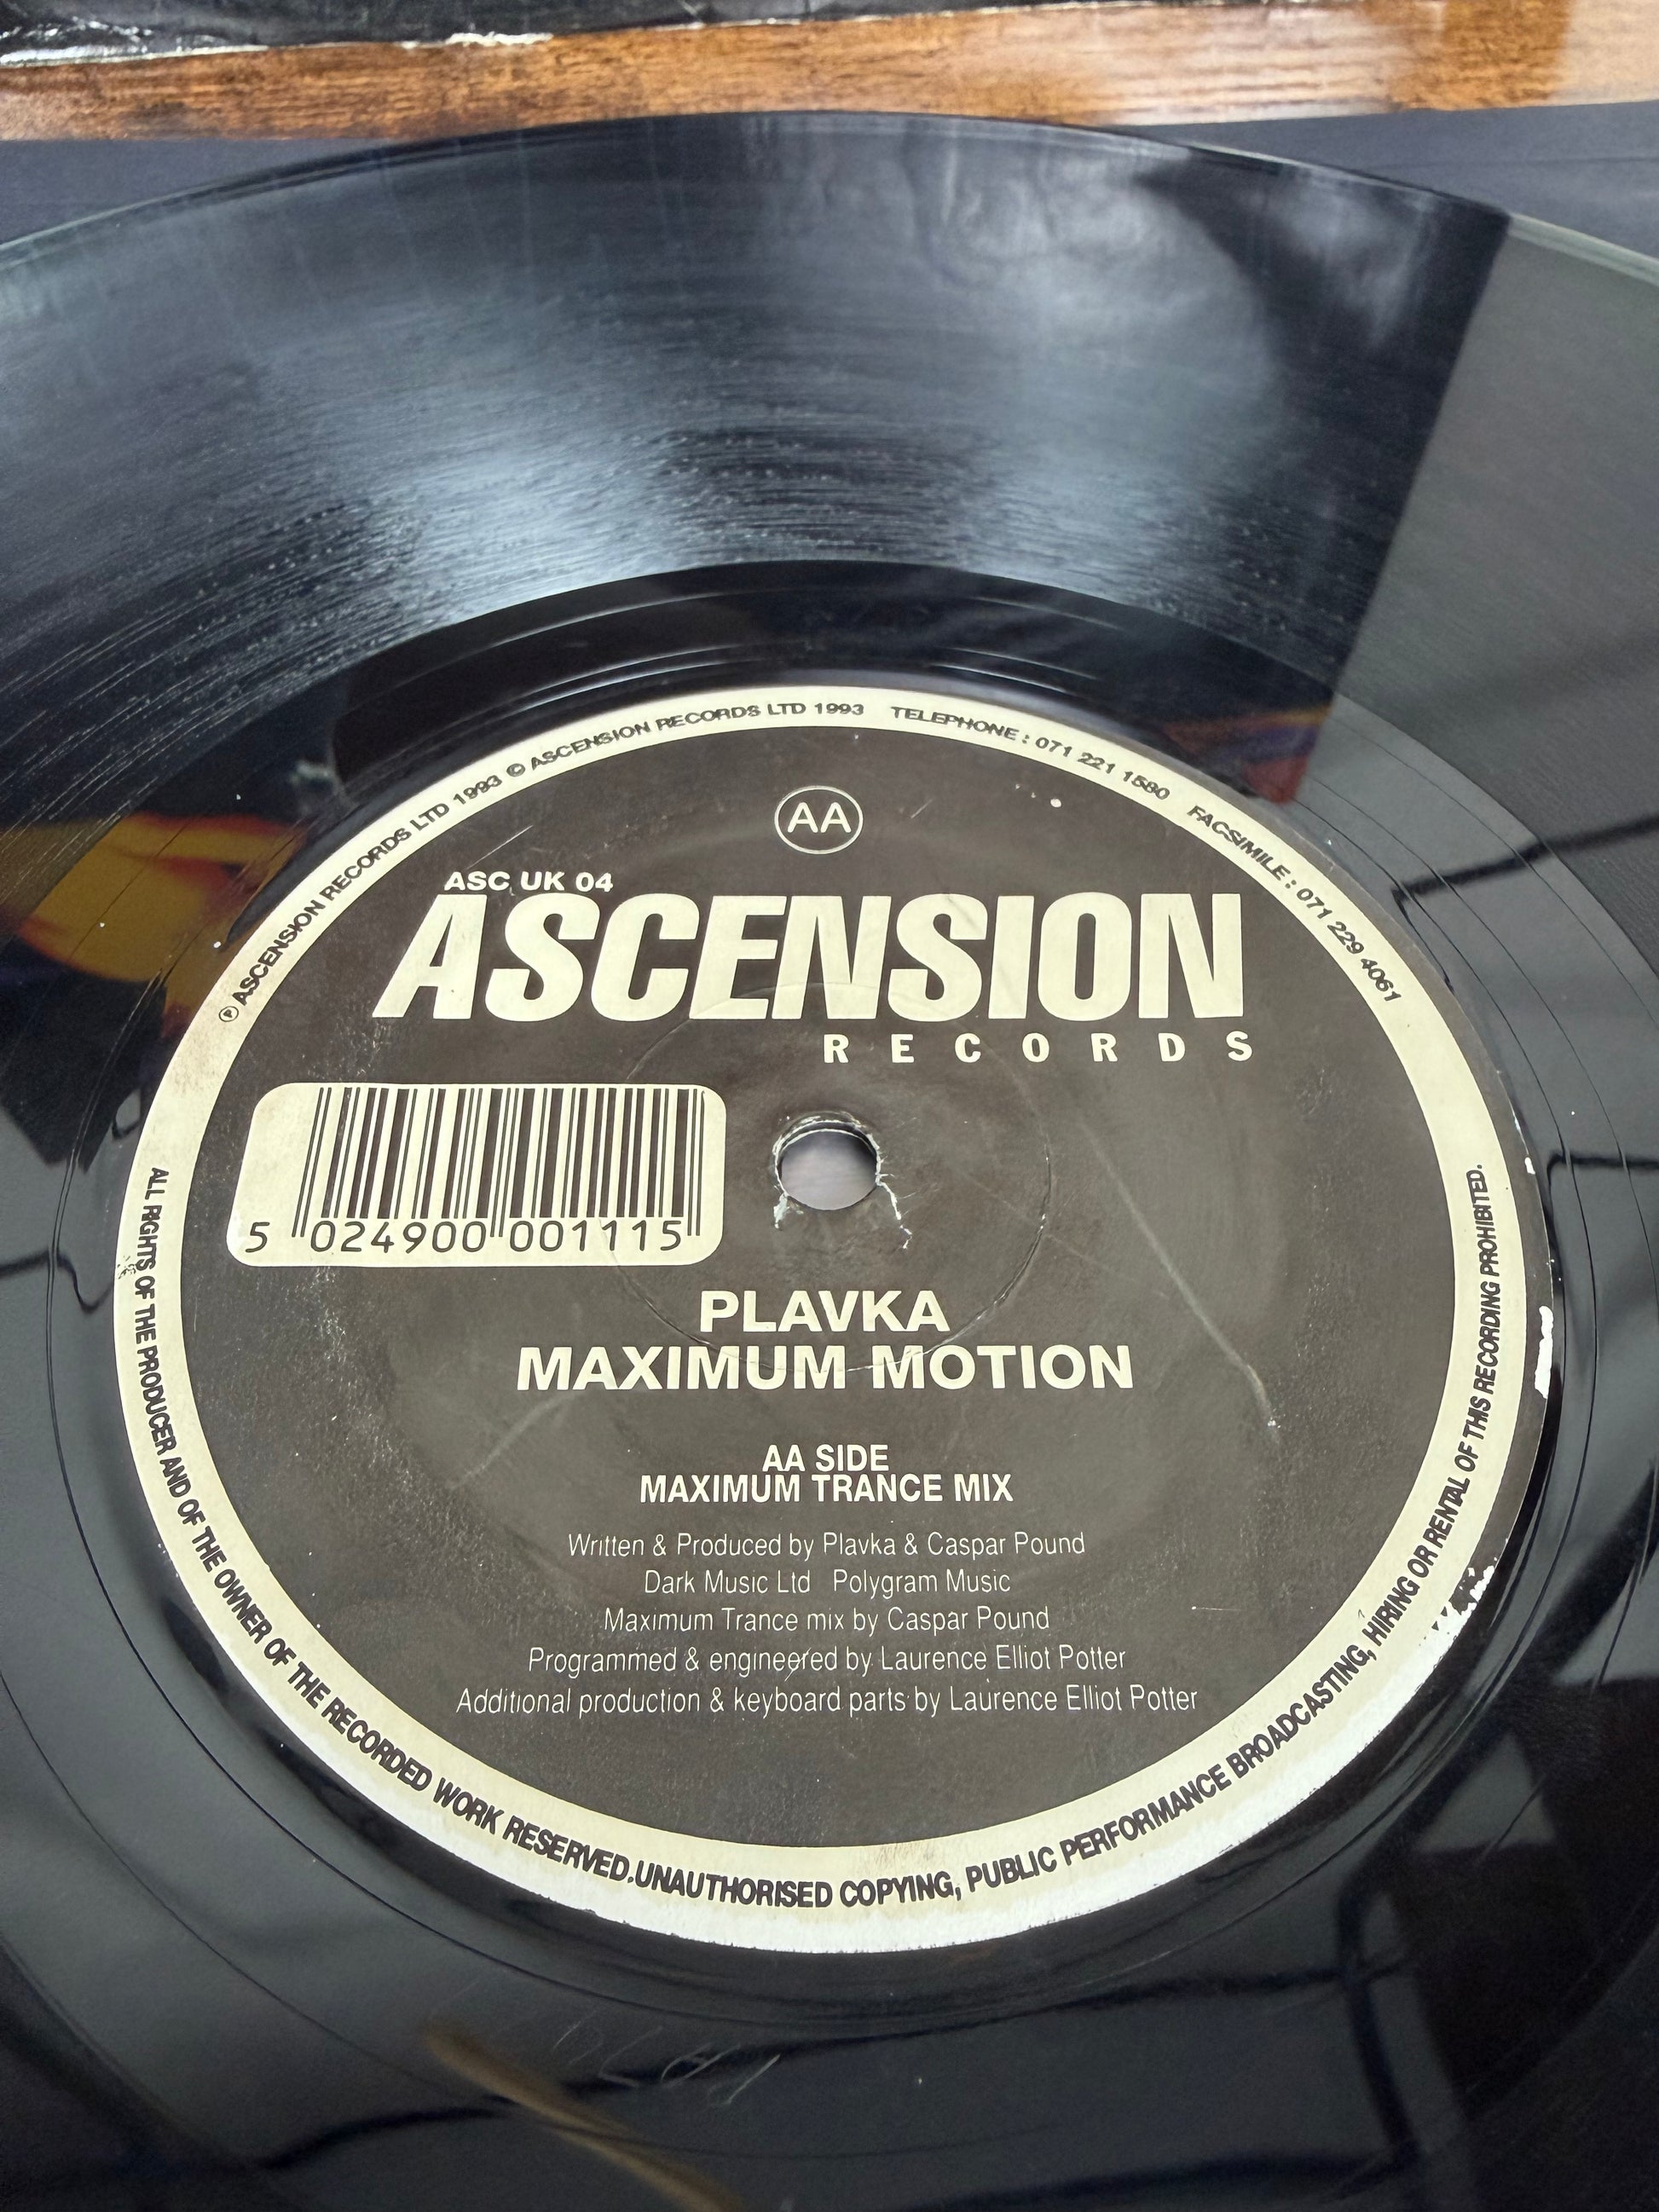 ℗ ASCENSION RECORDS LTD 1993 © ASCENSION RECORDS LTD 1993 TELEPHONE : 071 221 1580 FACSIMILE : 071 229 4061
AA
ASC UK 04
ASCENSION
RECORDS
5 024900 001115
PLAVKA
MAXIMUM MOTION
AA SIDE
MAXIMUM TRANCE MIX
Written & Produced by Plavka & Caspar Pound
Dark Music Ltd Polygram Music
Maximum Trance mix by Caspar Pound
Programmed & engineered by Laurence Elliot Potter
Additional production & keyboard parts by Laurence Elliot Potter
ALL RIGHTS OF THE PRODUCER AND OF THE OWNER OF THE RECORDED WORK RESERVED.UNAUTHORISED COPYING, PUBLIC PERFORMANCE BROADCASTING, HIRING OR RENTAL OF THIS RECORDING PROHIBITED.